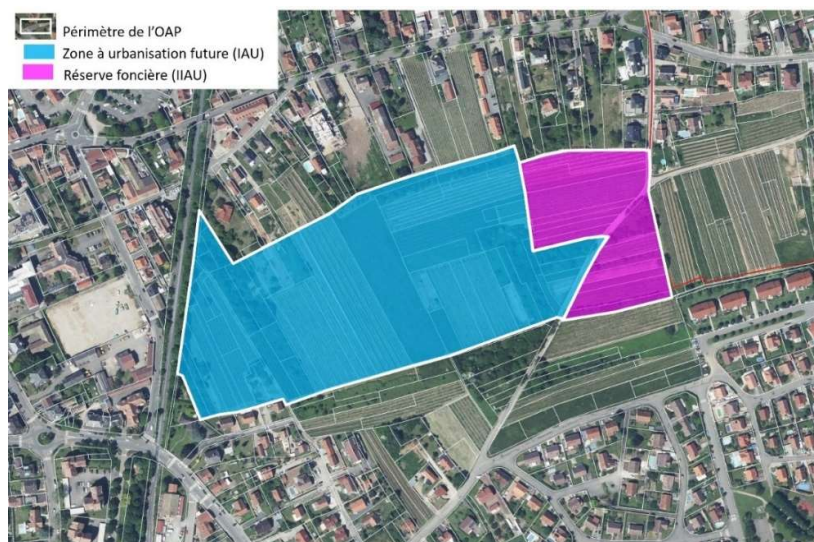 Périmètre de l'OAP
Zone à urbanisation future (IAU)
Réserve foncière (IIAU)